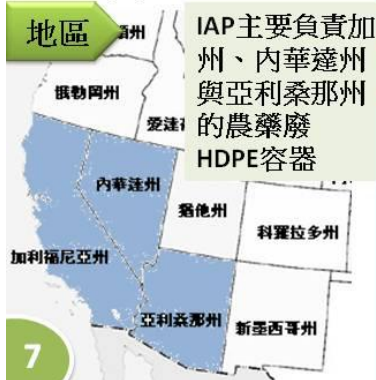 地區
IAP主要負責加
州、內華達州
與亞利桑那州
的農藥廢
HDPE容器
俄勒岡州
內華達州
猶他州
科羅拉多州
加利福尼亞州
亞利桑那州
新墨西哥州
7